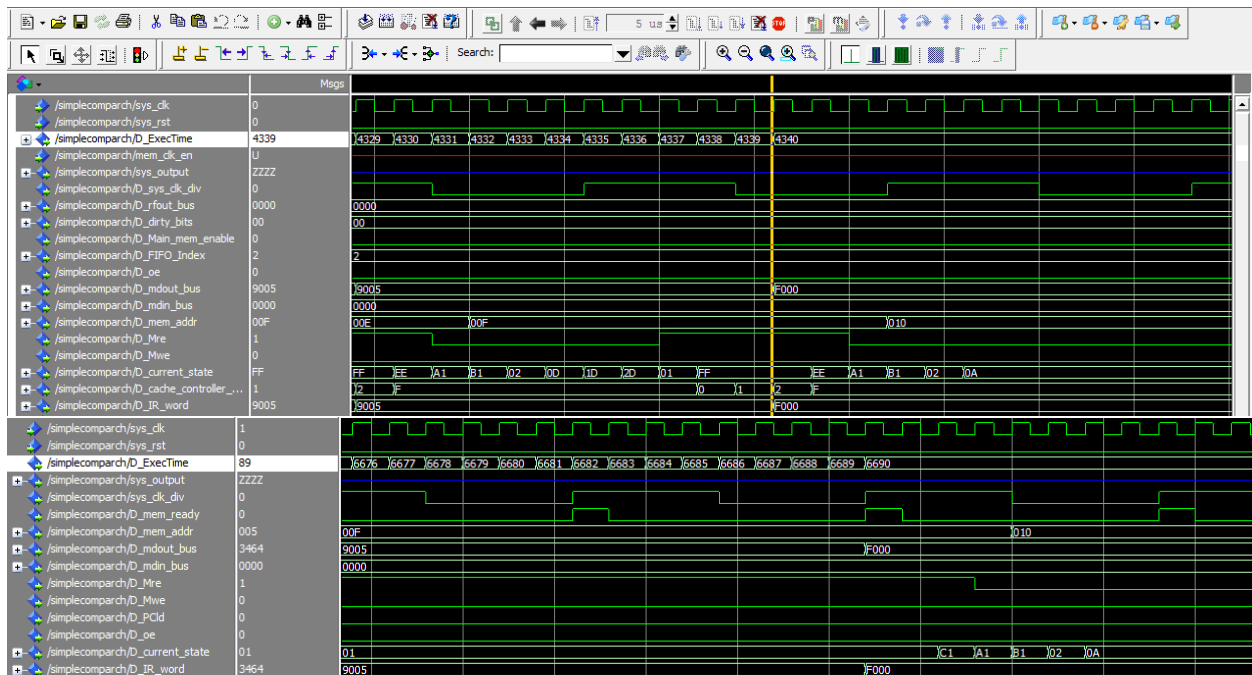 5 us
Search:
Msgs
/simplecomparch/sys_clk 0
/simplecomparch/sys_rst 0
/simplecomparch/D_ExecTime 4339 4329 4330 4331 4332 4333 4334 4335 4336 4337 4338 4339 4340
/simplecomparch/mem_clk_en U
/simplecomparch/sys_output ZZZZ
/simplecomparch/D_sys_clk_div 0
/simplecomparch/D_rfout_bus 0000 0000
/simplecomparch/D_dirty_bits 00 00
/simplecomparch/D_Main_mem_enable 0
/simplecomparch/D_FIFO_Index 2 2
/simplecomparch/D_oe 0
/simplecomparch/D_mdout_bus 9005 9005 F000
/simplecomparch/D_mdin_bus 0000 0000
/simplecomparch/D_mem_addr 00F 00E 00F 010
/simplecomparch/D_Mre 1
/simplecomparch/D_Mwe 0
/simplecomparch/D_current_state FF FF EE A1 B1 02 0D 1D 2D 01 FF EE A1 B1 02 0A
/simplecomparch/D_cache_controller_... 1 2 F 0 1 2 F
/simplecomparch/D_IR_word 9005 9005 F000
/simplecomparch/sys_clk 1
/simplecomparch/sys_rst 0
/simplecomparch/D_ExecTime 89 6676 6677 6678 6679 6680 6681 6682 6683 6684 6685 6686 6687 6688 6689 6690
/simplecomparch/sys_output ZZZZ
/simplecomparch/sys_clk_div 0
/simplecomparch/D_mem_ready 0
/simplecomparch/D_mem_addr 005 00F 010
/simplecomparch/D_mdout_bus 3464 9005 F000
/simplecomparch/D_mdin_bus 0000 0000
/simplecomparch/D_Mre 1
/simplecomparch/D_Mwe 0
/simplecomparch/D_PCld 0
/simplecomparch/D_oe 0
/simplecomparch/D_current_state 01 01 C1 A1 B1 02 0A
/simplecomparch/D_IR_word 3464 9005 F000